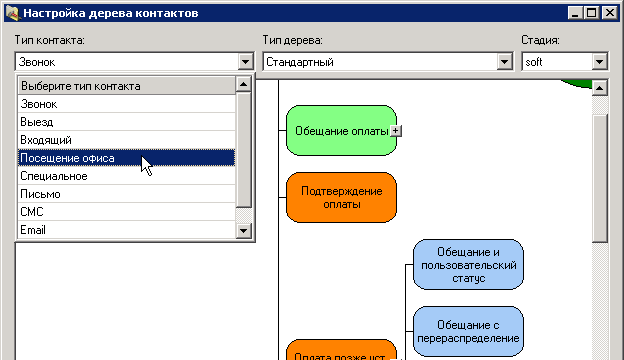 Настройка дерева контактов
Тип контакта:
Тип дерева:
Стадия:
Звонок
Стандартный
soft
Выберите тип контакта
Звонок
Выезд
Входящий
Посещение офиса
Специальное
Письмо
СМС
Email
Обещание оплаты
Подтверждение
оплаты
Обещание и
пользовательский
статус
Обещание с
перераспределение
Оплата позже уст.